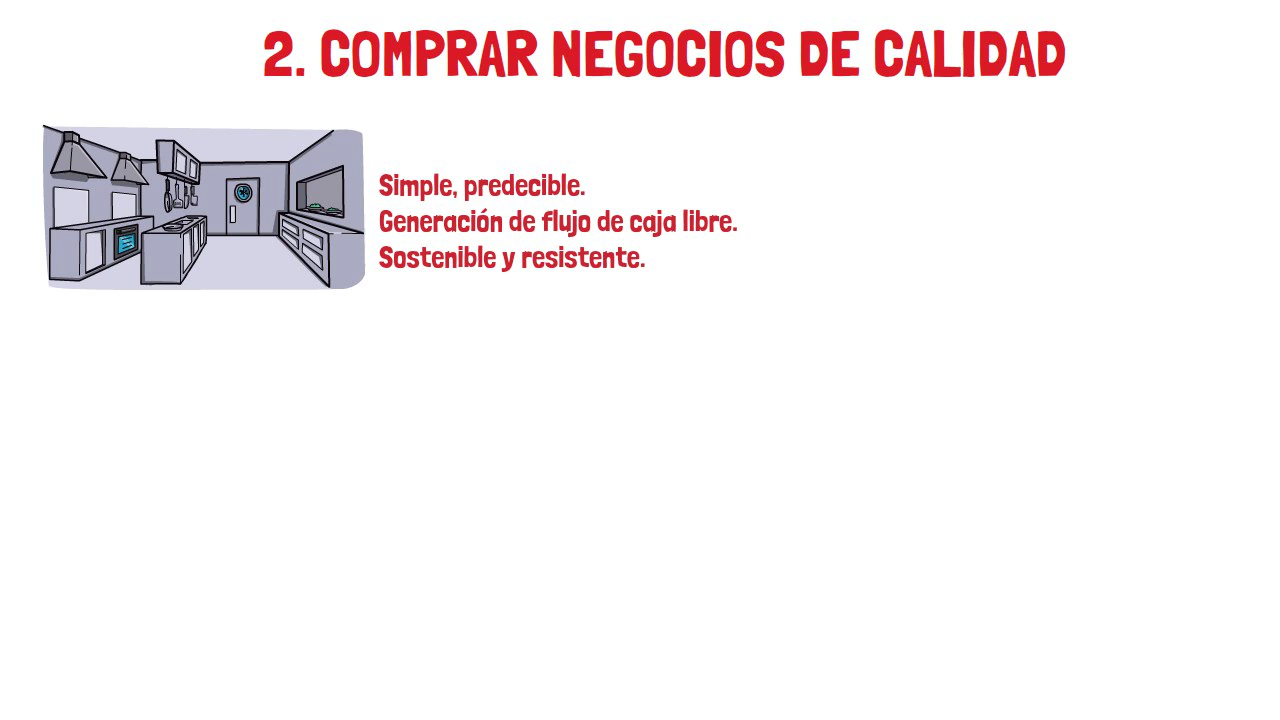 2. COMPRAR NEGOCIOS DE CALIDAD
Simple, predecible.
Generación de flujo de caja libre.
Sostenible y resistente.